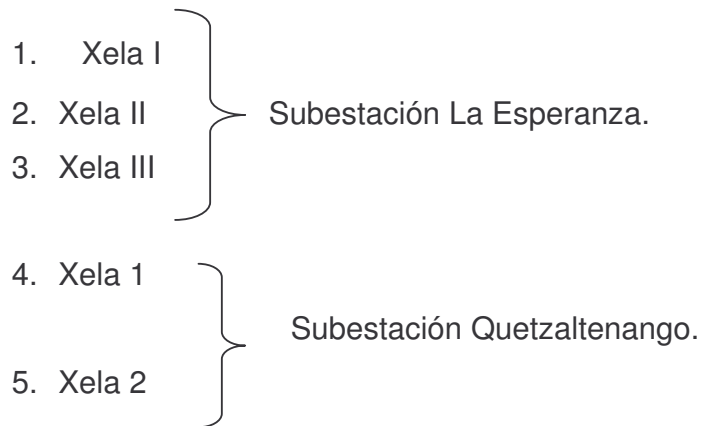 1. Xela I
2. Xela II
3. Xela III
Subestación La Esperanza.
4. Xela 1
5. Xela 2
Subestación Quetzaltenango.